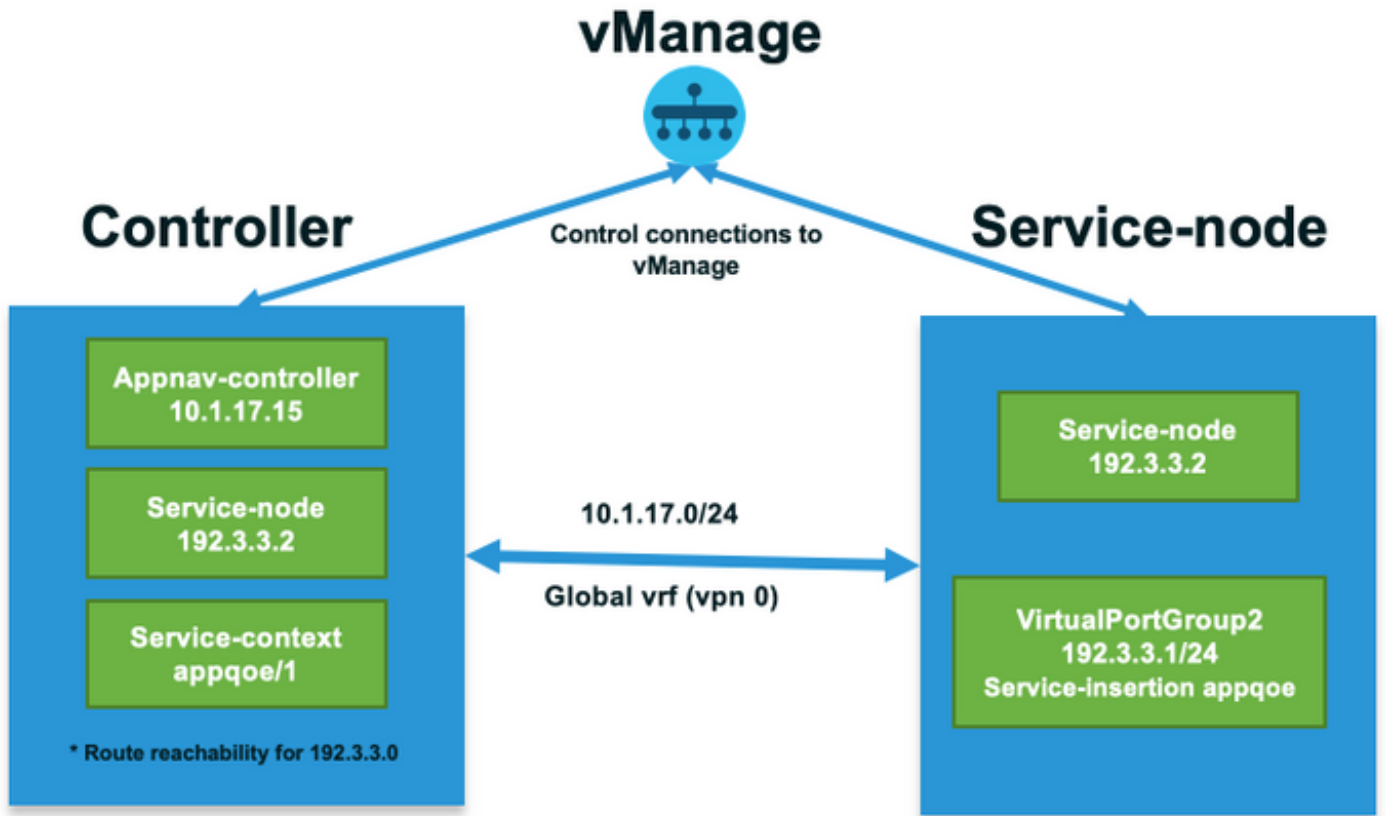 vManage
Controller
Control connections to
vManage
Service-node
Appnav-controller
10.1.17.15
Service-node
192.3.3.2
Service-context
appqoe/1
* Route reachability for 192.3.3.0
10.1.17.0/24
Global vrf (vpn 0)
Service-node
192.3.3.2
VirtualPortGroup2
192.3.3.1/24
Service-insertion appqoe